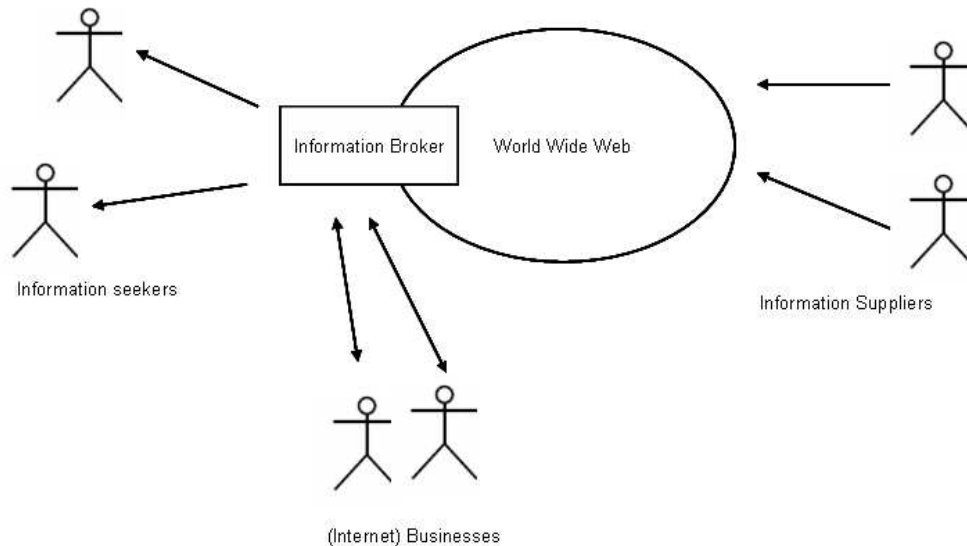 Information Broker
World Wide Web
Information seekers
Information Suppliers
(Internet) Businesses